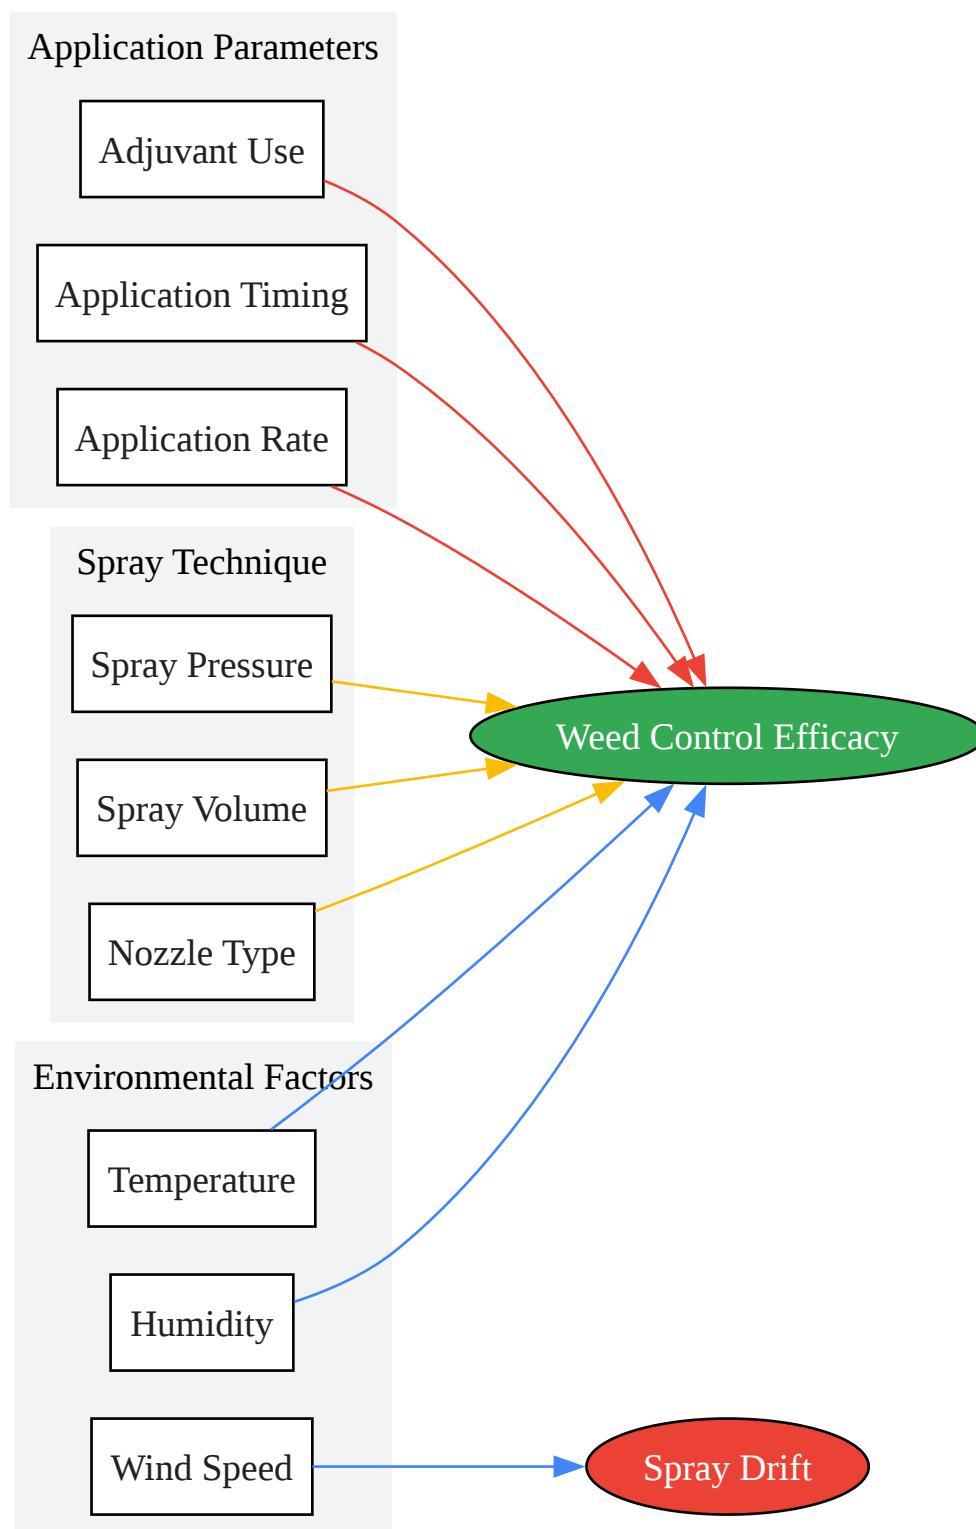 Application Parameters
Adjuvant Use
Application Timing
Application Rate
Spray Technique
Spray Pressure
Spray Volume
Nozzle Type
Weed Control Efficacy
Environmental Factors
Temperature
Humidity
Wind Speed
Spray Drift